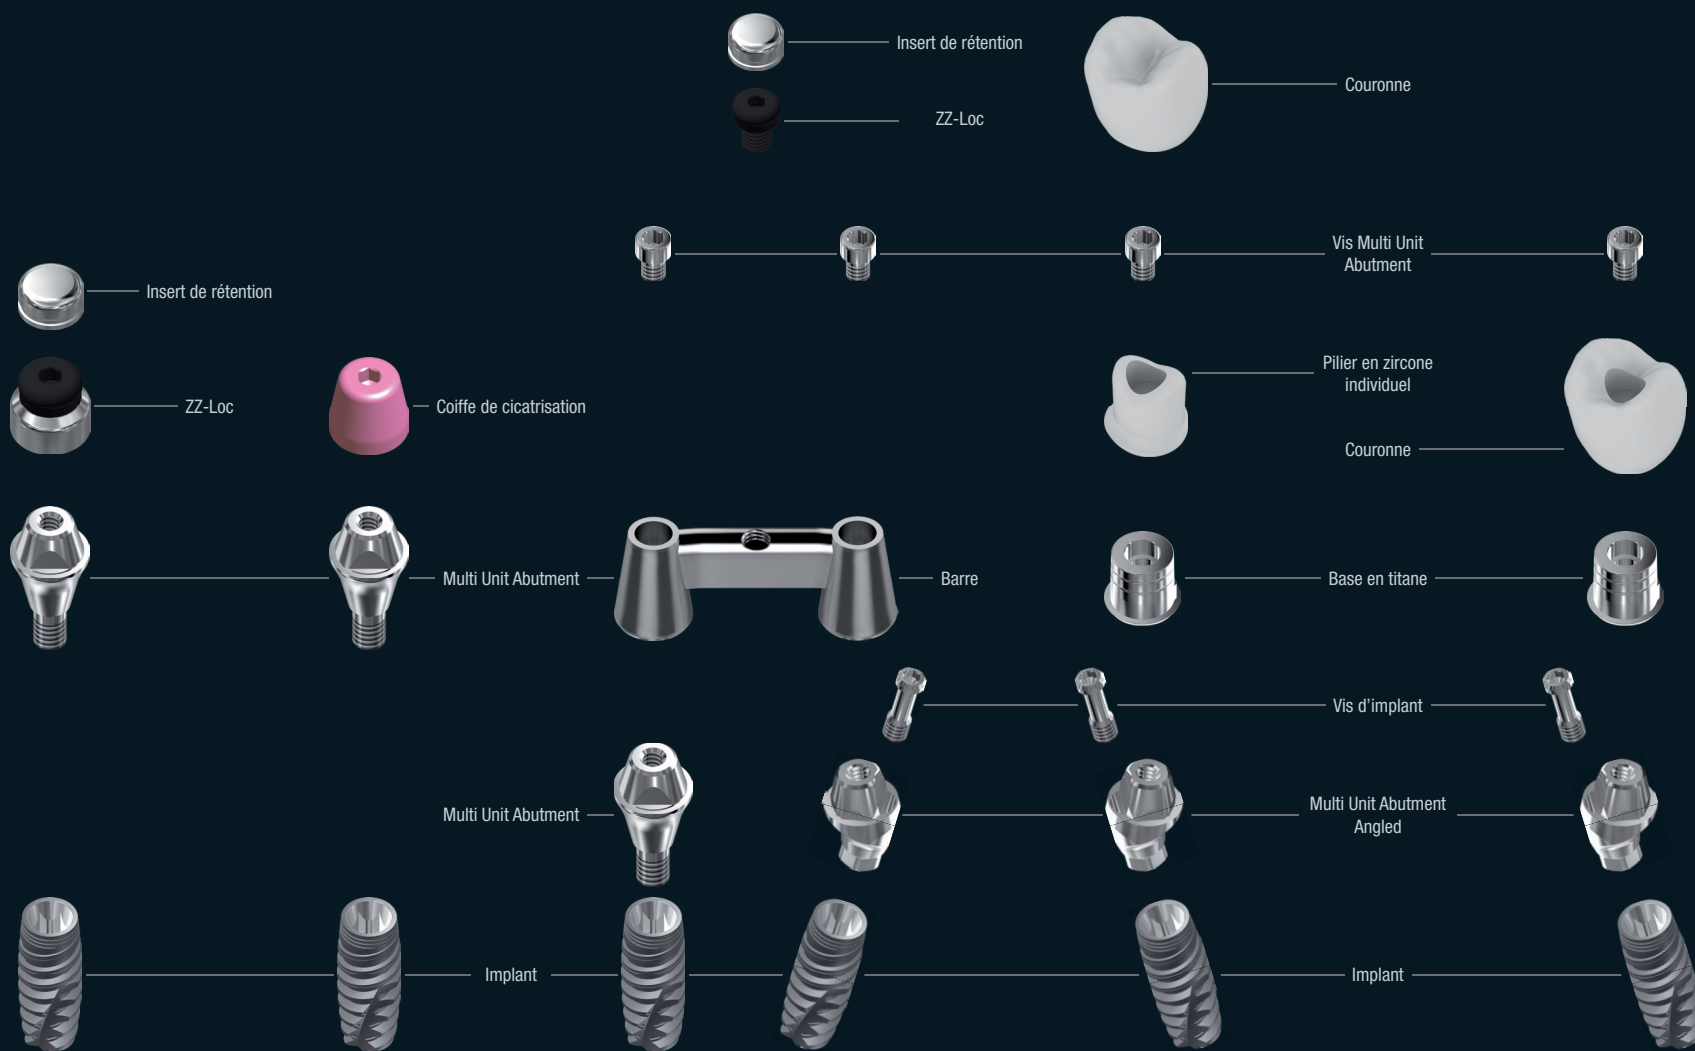 Insert de rétention
Couronne
ZZ-Loc
Vis Multi Unit
Abutment
Insert de rétention
Pilier en zircone
individuel
ZZ-Loc
Coiffe de cicatrisation
Couronne
Multi Unit Abutment
Barre
Base en titane
Vis d’implant
Multi Unit Abutment
Multi Unit Abutment
Angled
Implant
Implant